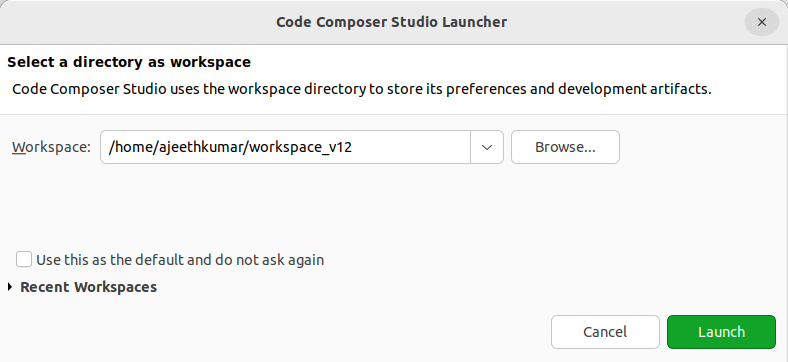 Code Composer Studio Launcher
Select a directory as workspace
Code Composer Studio uses the workspace directory to store its preferences and development artifacts.
Workspace: /home/ajeethkumar/workspace_v12 Browse...
Use this as the default and do not ask again
Recent Workspaces
Cancel Launch